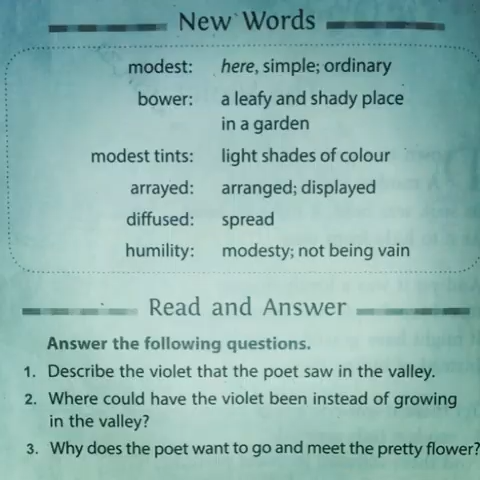 New Words
modest: here, simple; ordinary
bower: a leafy and shady place
in a garden
modest tints: light shades of colour
arrayed: arranged; displayed
diffused: spread
humility: modesty; not being vain
Read and Answer
Answer the following questions.
1. Describe the violet that the poet saw in the valley.
2. Where could have the violet been instead of growing
in the valley?
3. Why does the poet want to go and meet the pretty flower?